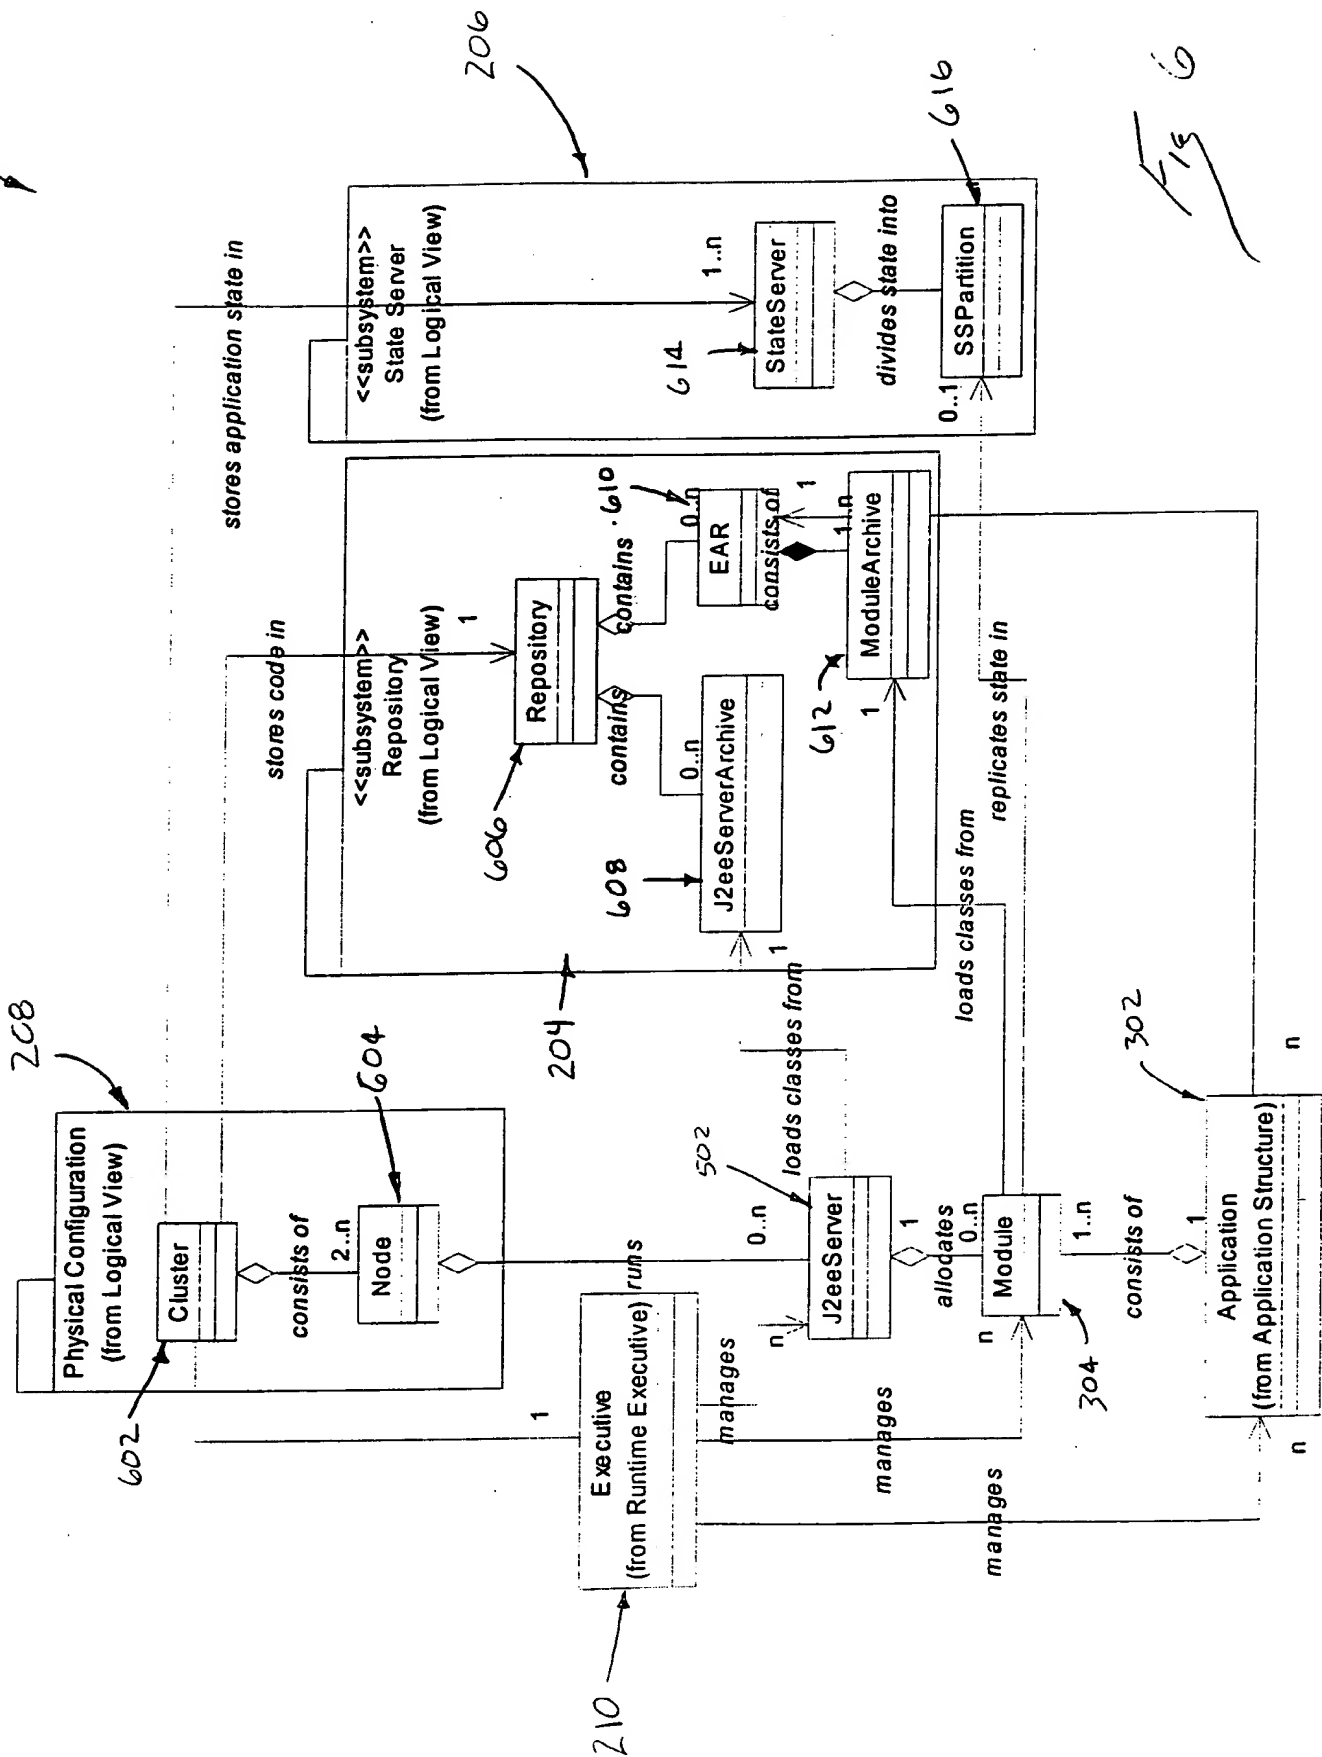 208
Physical Configuration
(from Logical View)
602
Cluster
consists of
2..n
Node
604
stores application state in
stores code in
1
<<subsystem>>
Repository
(from Logical View)
204
606
Repository
contains
contains
610
0..n
EAR
608
0..n
J2eeServerArchive
consists of
1
1..n
612
ModuleArchive
1
1
206
<<subsystem>>
State Server
(from Logical View)
1..n
614
StateServer
divides state into
0..1
SSPartition
616
1
210
Executive
(from Runtime Executive)
runs
manages
manages
manages
0..n
502
n
J2eeServer
loads classes from
1
allocates
0..n
n
Module
304
1..n
loads classes from
replicates state in
consists of
1
302
Application
(from Application Structure)
n
n
Fig 6